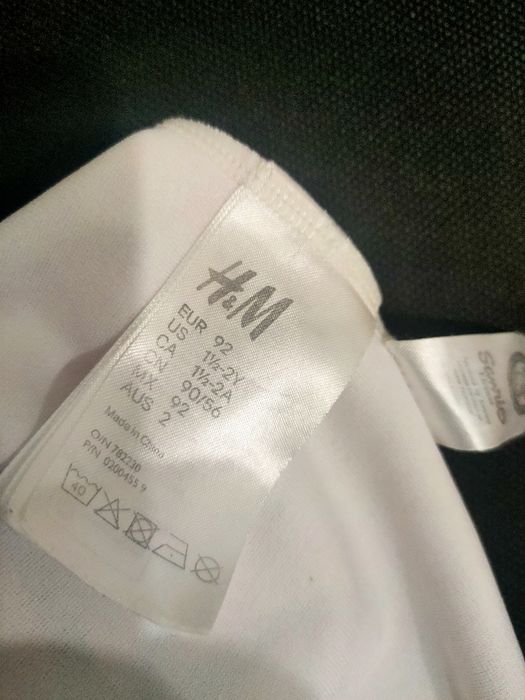 H&M
EUR 92
US 1½-2Y
CA 1½-2A
CN 90/56
MX 92
AUS 2
Made in China
O/N 782230
P/N 0200455 9
40